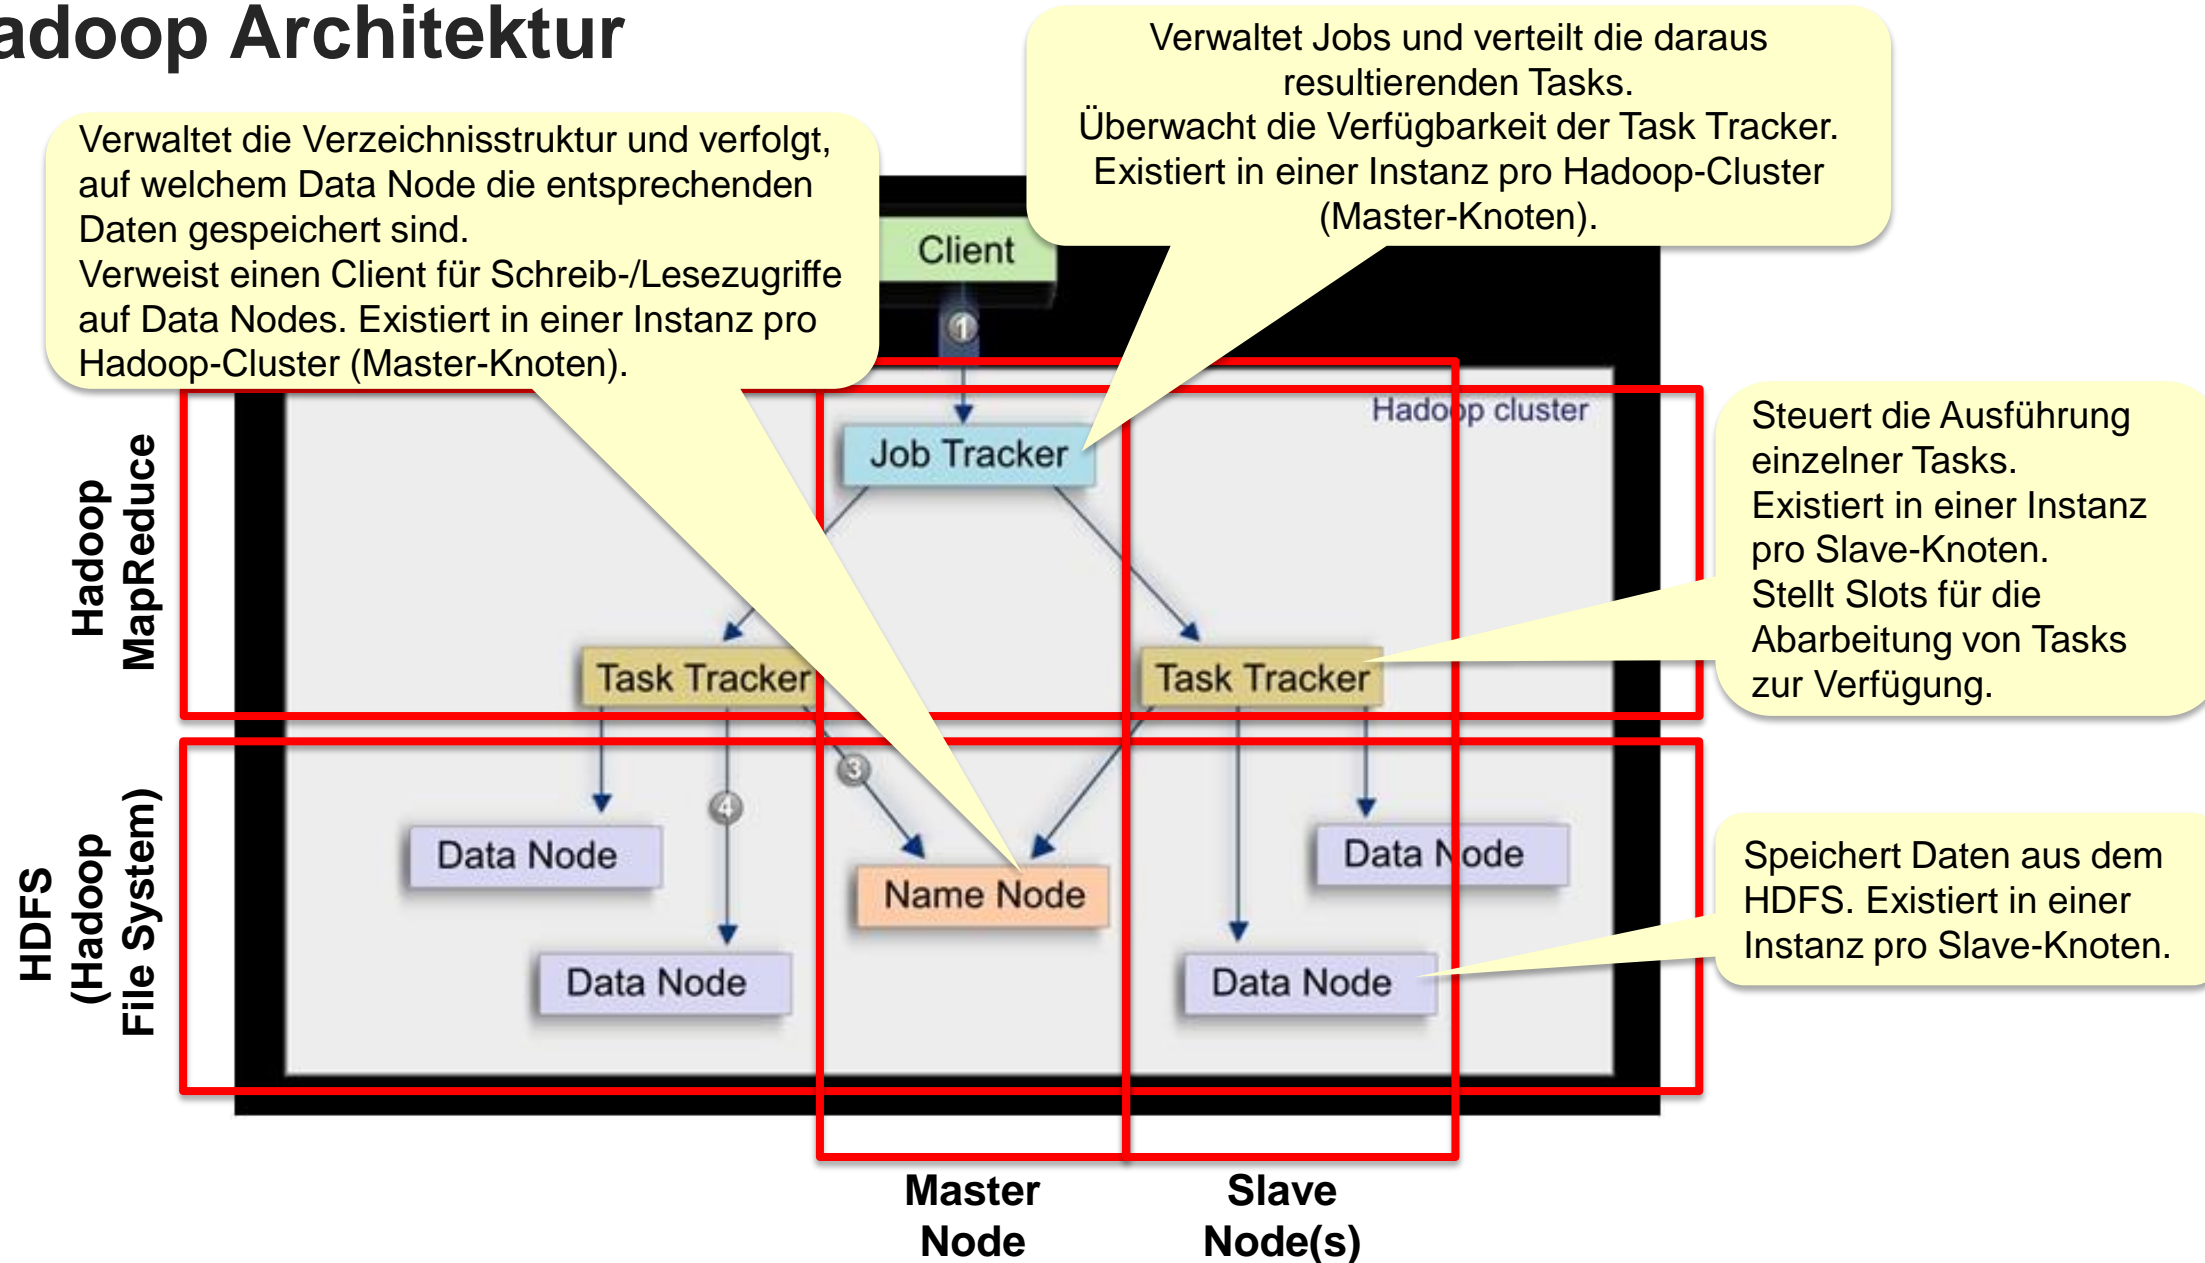 adoop Architektur
Verwaltet Jobs und verteilt die daraus
resultierenden Tasks.
Überwacht die Verfügbarkeit der Task Tracker.
Existiert in einer Instanz pro Hadoop-Cluster
(Master-Knoten).
Verwaltet die Verzeichnisstruktur und verfolgt,
auf welchem Data Node die entsprechenden
Daten gespeichert sind.
Verweist einen Client für Schreib-/Lesezugriffe
auf Data Nodes. Existiert in einer Instanz pro
Hadoop-Cluster (Master-Knoten).
Client
1
Hadoop cluster
Job Tracker
Steuert die Ausführung
einzelner Tasks.
Existiert in einer Instanz
pro Slave-Knoten.
Stellt Slots für die
Abarbeitung von Tasks
zur Verfügung.
Hadoop
MapReduce
Task Tracker
Task Tracker
3
4
HDFS
(Hadoop
File System)
Data Node
Name Node
Data Node
Data Node
Data Node
Speichert Daten aus dem
HDFS. Existiert in einer
Instanz pro Slave-Knoten.
Master
Node
Slave
Node(s)